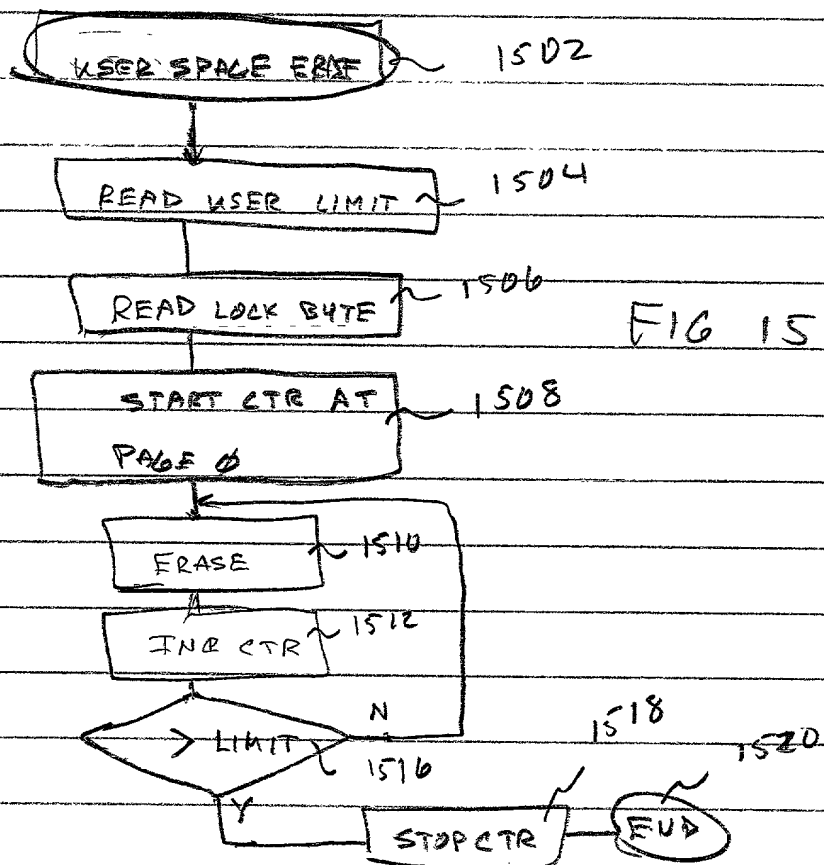 USER SPACE ERASE 1502
READ USER LIMIT 1504
READ LOCK BYTE 1506
FIG 15
START CTR AT 1508
PAGE Ø
ERASE 1510
INC CTR 1512
N
> LIMIT 1516
Y
1518
1520
STOP CTR
END